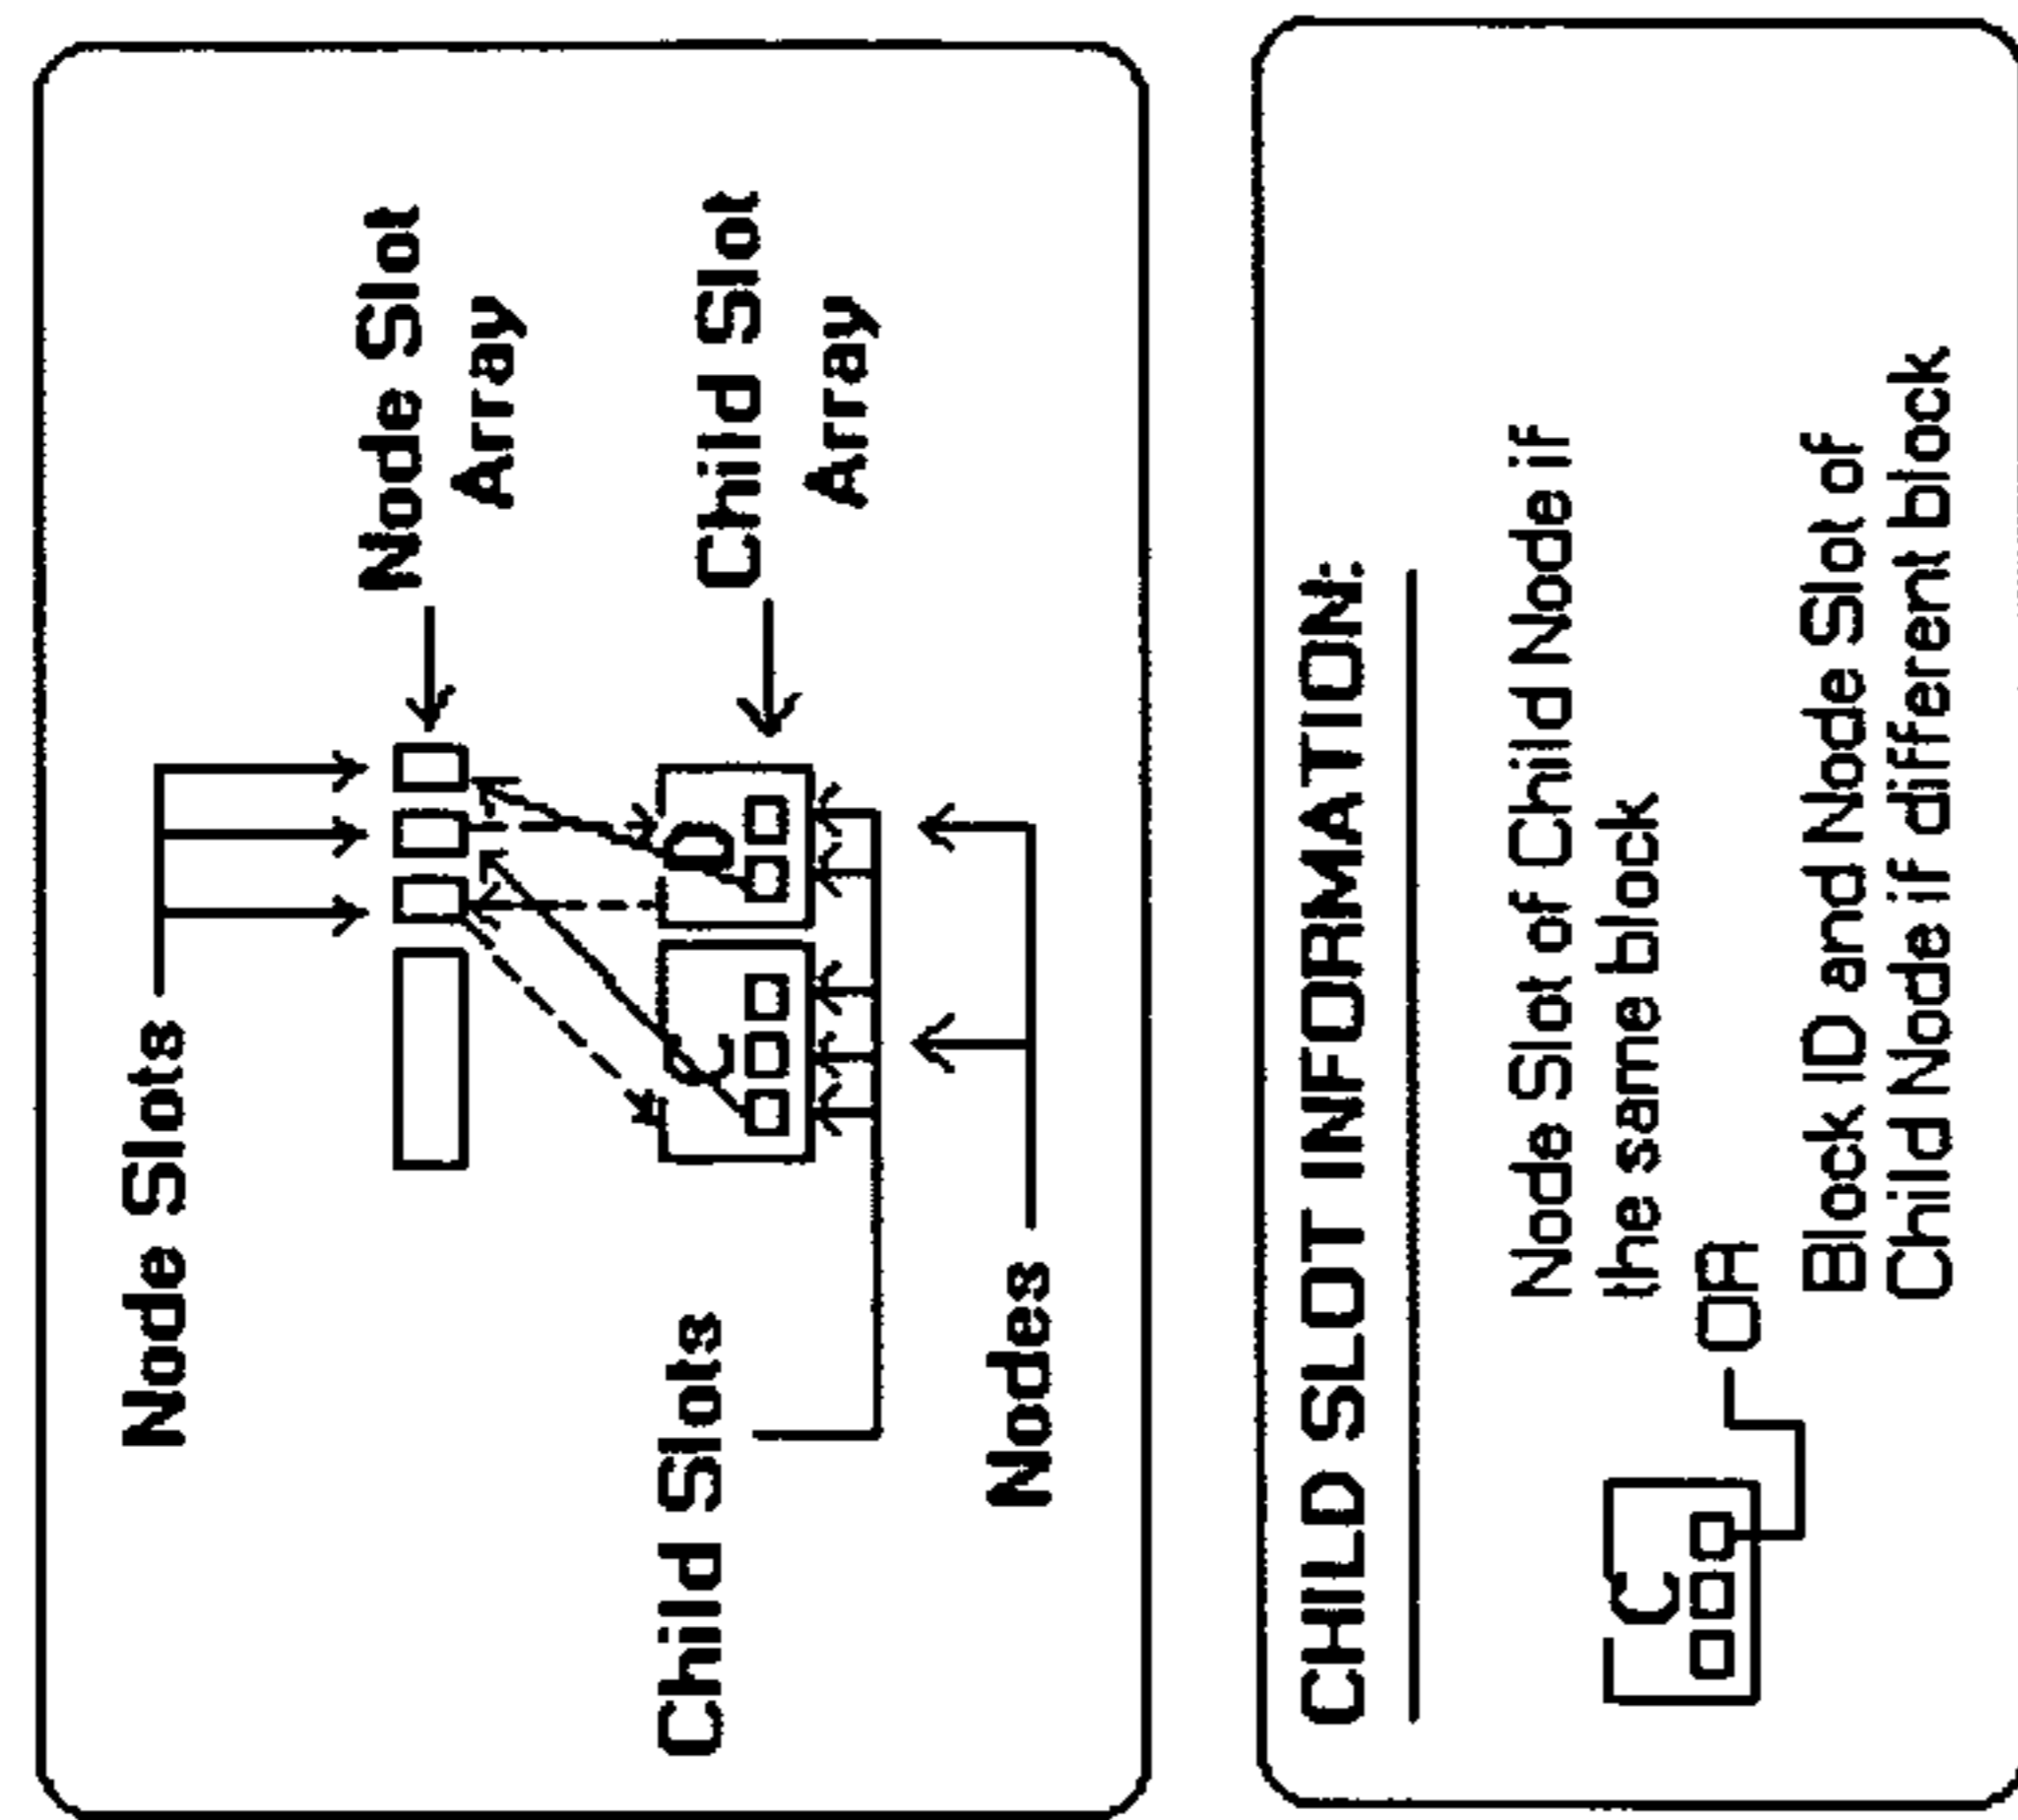 Node Slots
Node Slot
Array
Child Slots
Child Slot
Array
D
C
Nodes
CHILD SLOT INFORMATION:
Node Slot of Child Node if
the same block
C
OR
Block ID and Node Slot of
Child Node if different block